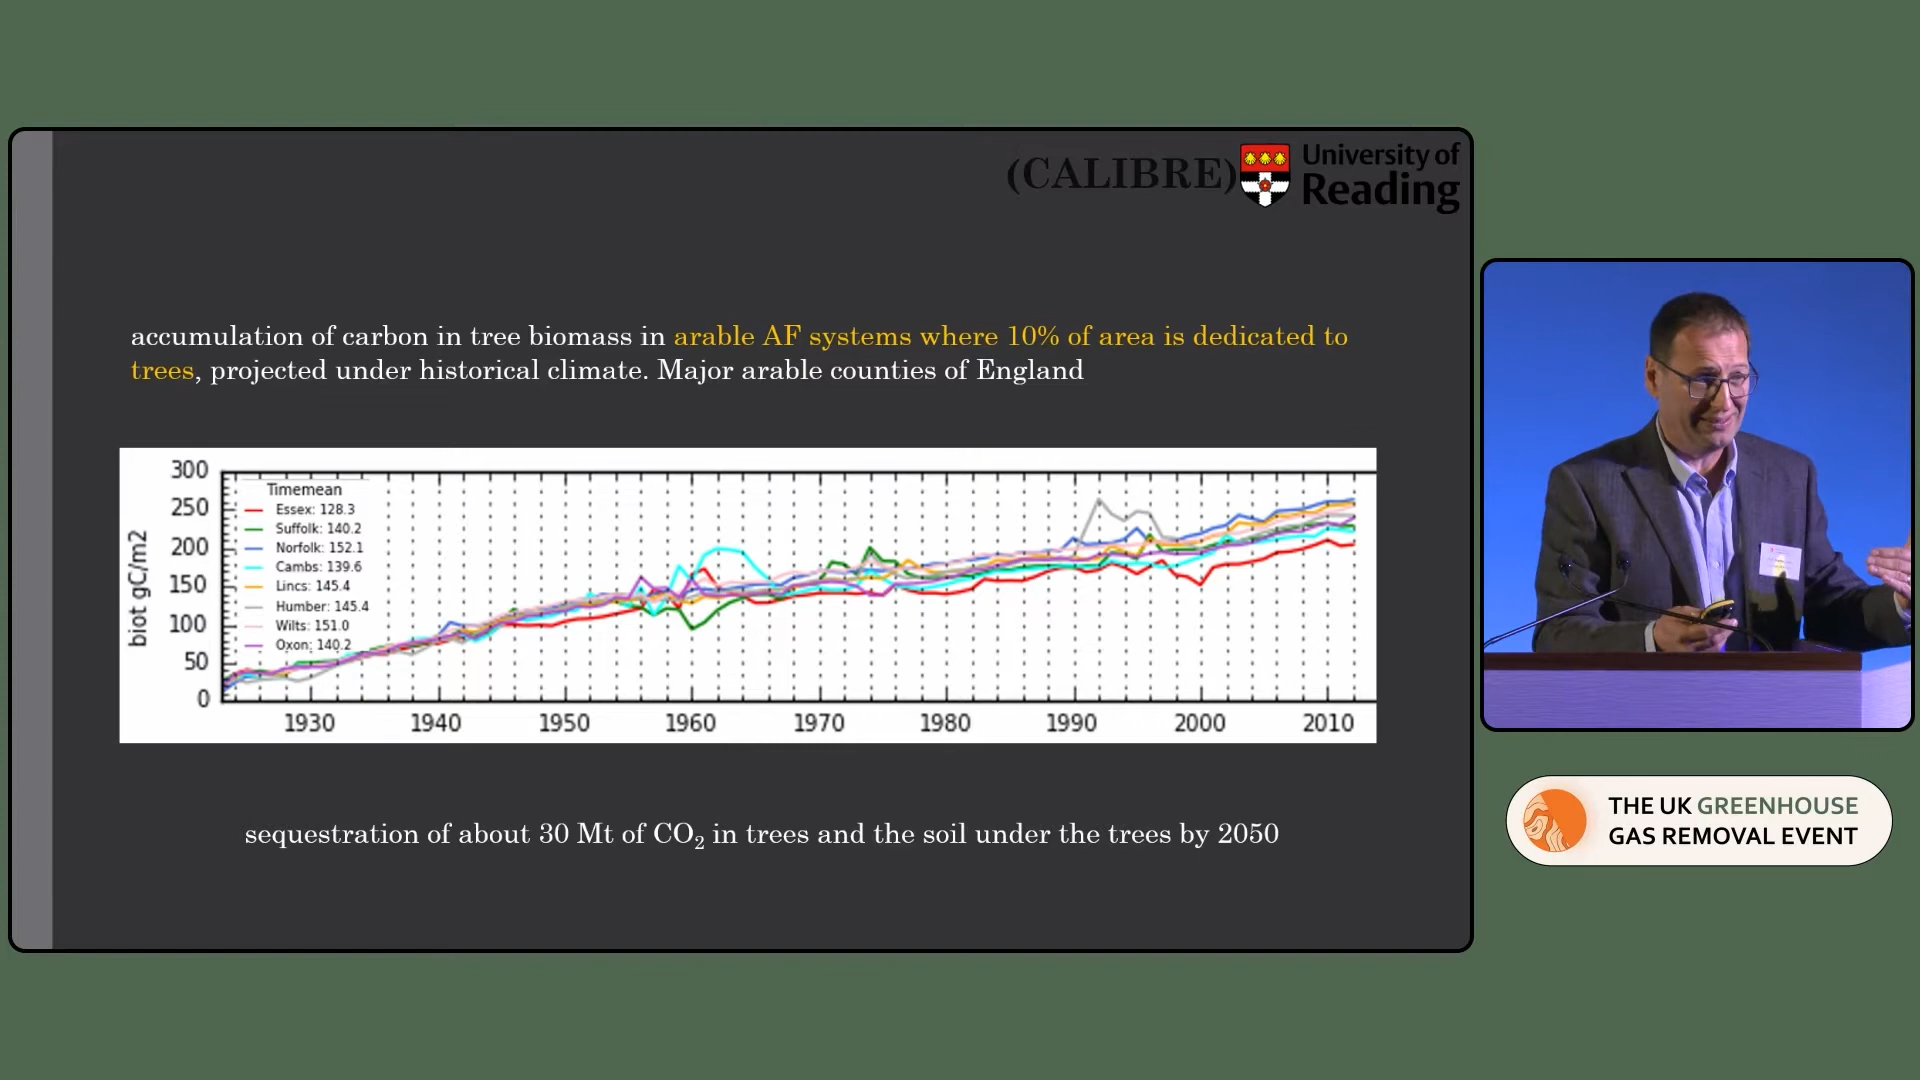 (CALIBRE)
University of
Reading
accumulation of carbon in tree biomass in arable AF systems where 10% of area is dedicated to
trees, projected under historical climate. Major arable counties of England
300
250
200
150
100
50
0
biot gC/m2
Timemean
Essex: 128.3
Suffolk: 140.2
Norfolk: 152.1
Cambs: 139.6
Lincs: 145.4
Humber: 145.4
Wilts: 151.0
Oxon: 140.2
1930 1940 1950 1960 1970 1980 1990 2000 2010
sequestration of about 30 Mt of CO₂ in trees and the soil under the trees by 2050
THE UK GREENHOUSE
GAS REMOVAL EVENT